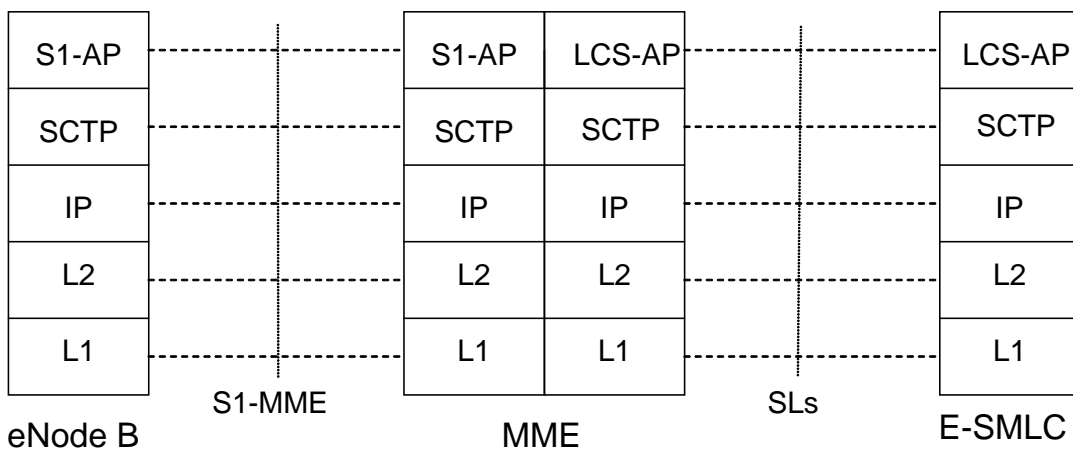 S1-AP S1-AP LCS-AP LCS-AP
SCTP SCTP SCTP SCTP
IP IP IP IP
L2 L2 L2 L2
L1 L1 L1 L1
S1-MME SLs
eNode B MME E-SMLC